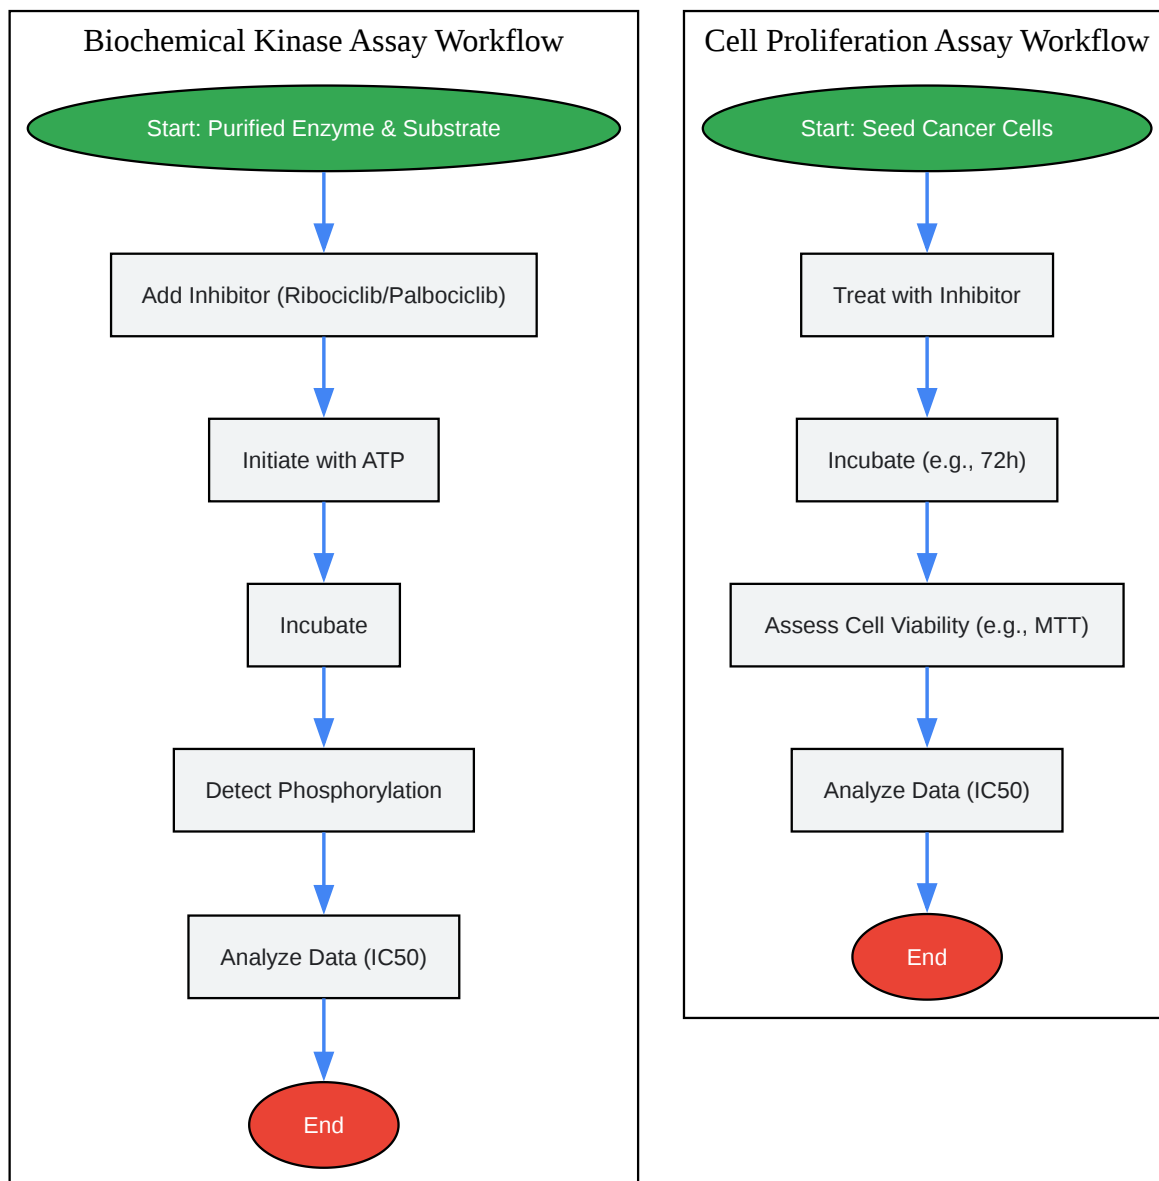 Biochemical Kinase Assay Workflow
Start: Purified Enzyme & Substrate
Add Inhibitor (Ribociclib/Palbociclib)
Initiate with ATP
Incubate
Detect Phosphorylation
Analyze Data (IC50)
End
Cell Proliferation Assay Workflow
Start: Seed Cancer Cells
Treat with Inhibitor
Incubate (e.g., 72h)
Assess Cell Viability (e.g., MTT)
Analyze Data (IC50)
End